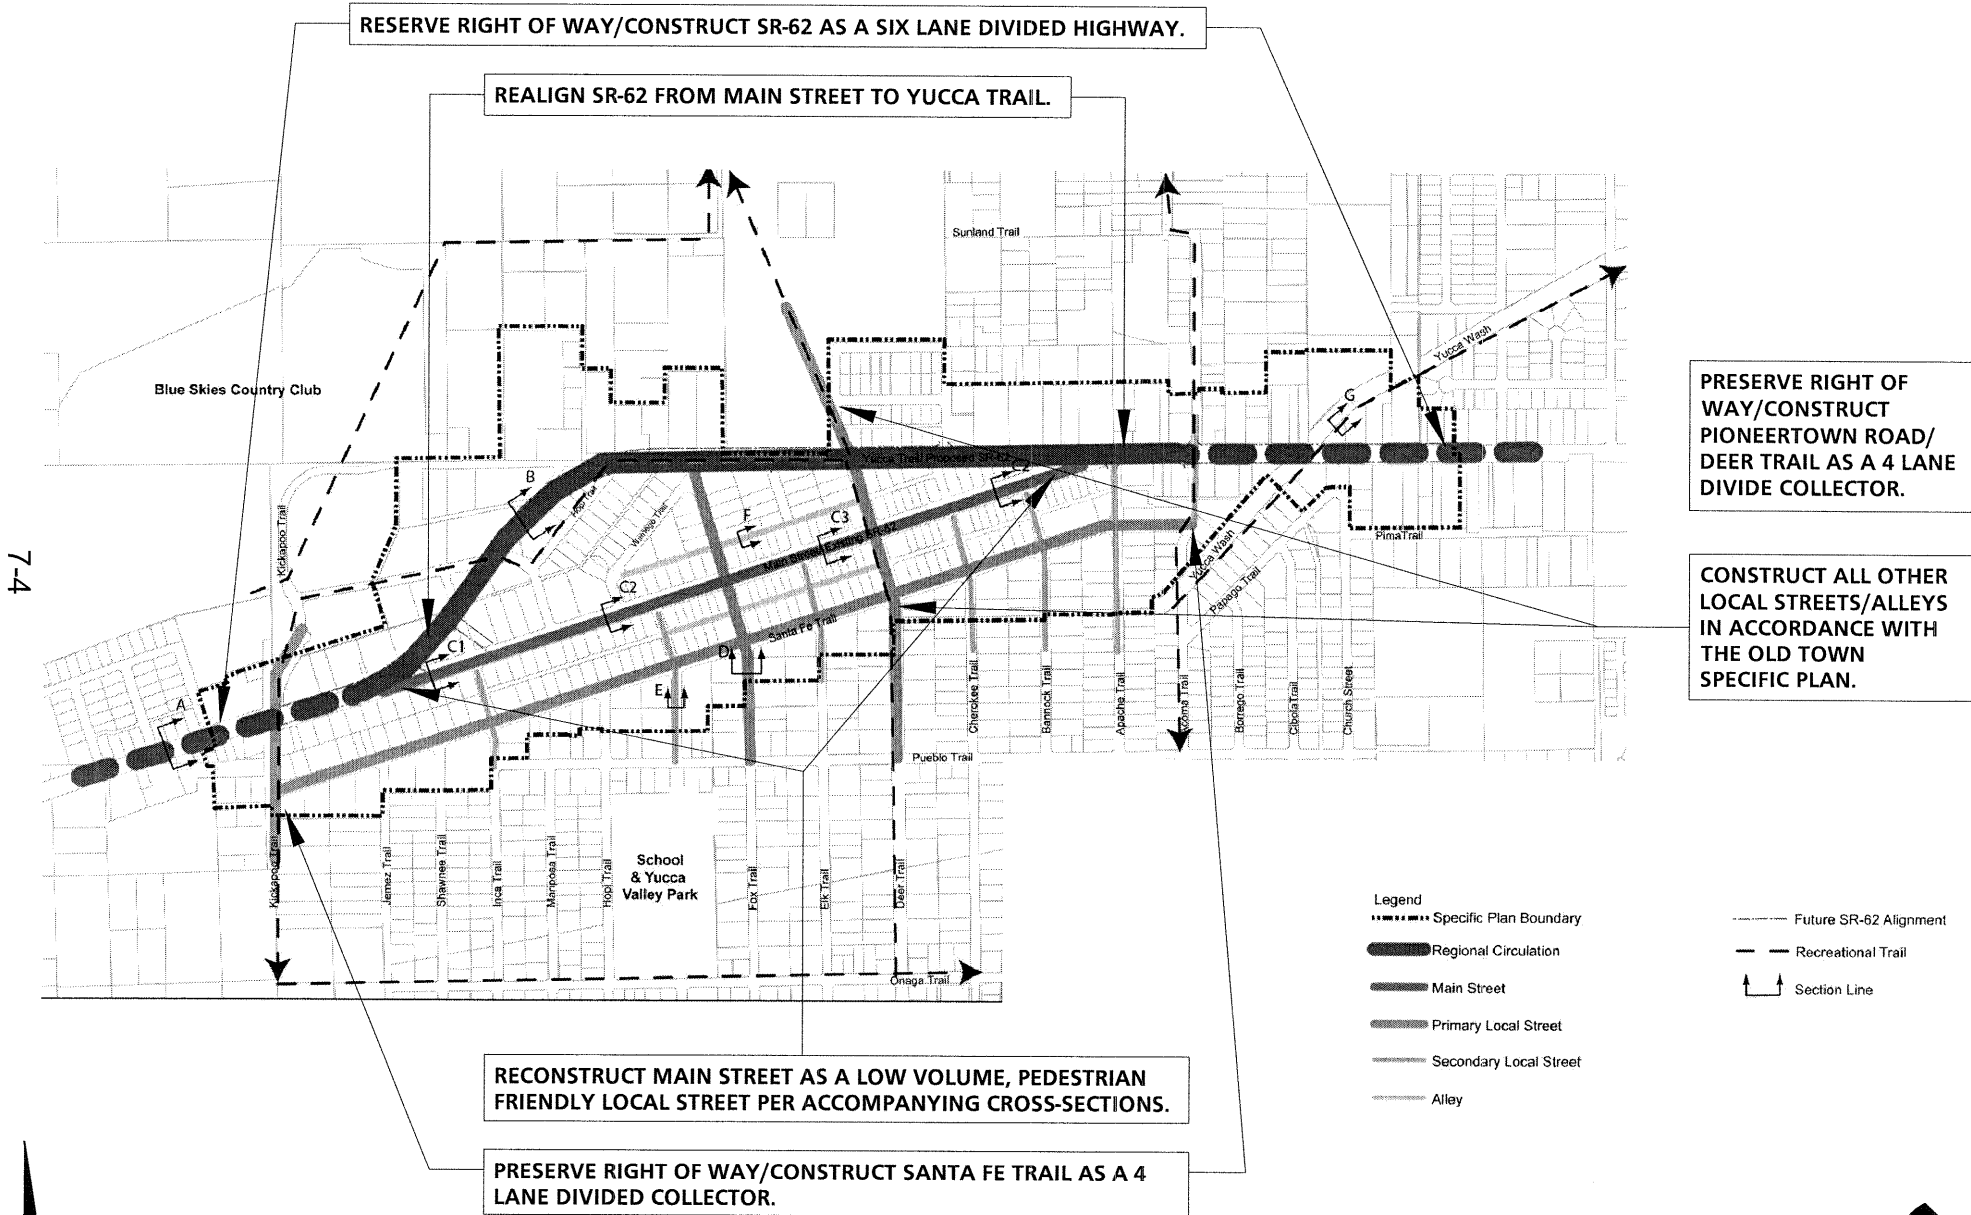 RESERVE RIGHT OF WAY/CONSTRUCT SR-62 AS A SIX LANE DIVIDED HIGHWAY.
REALIGN SR-62 FROM MAIN STREET TO YUCCA TRAIL.
Sunland Trail
Yucca Wash
Blue Skies Country Club
G
PRESERVE RIGHT OF
WAY/CONSTRUCT
PIONEERTOWN ROAD/
DEER TRAIL AS A 4 LANE
DIVIDE COLLECTOR.
Yucca Trail Proposed SR-62
C2
B
Hopi Trail
Kickapoo Trail
F
C3
Main Street Existing SR-62
PimaTrail
Yucca Wash
Papago Trail
7-4
CONSTRUCT ALL OTHER
LOCAL STREETS/ALLEYS
IN ACCORDANCE WITH
THE OLD TOWN
SPECIFIC PLAN.
C2
Santa Fe Trail
C1
D
E
A
Cherokee Trail
Bannock Trail
Apache Trail
Acoma Trail
Borrego Trail
CibolaTrail
Church Street
Pueblo Trail
Kickapoo Trail
Jemez Trail
Shawnee Trail
Inca Trail
Mariposa Trail
Hopi Trail
School
& Yucca
Valley Park
Fox Trail
Elk Trail
Deer Trail
Onaga Trail
Legend
Specific Plan Boundary
Regional Circulation
Main Street
Primary Local Street
Secondary Local Street
Alley
Future SR-62 Alignment
Recreational Trail
Section Line
RECONSTRUCT MAIN STREET AS A LOW VOLUME, PEDESTRIAN
FRIENDLY LOCAL STREET PER ACCOMPANYING CROSS-SECTIONS.
PRESERVE RIGHT OF WAY/CONSTRUCT SANTA FE TRAIL AS A 4
LANE DIVIDED COLLECTOR.